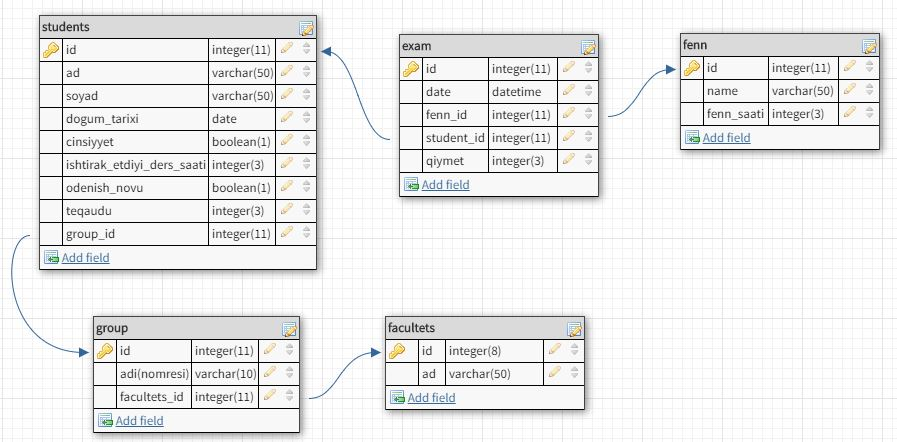 students
id integer(11)
ad varchar(50)
soyad varchar(50)
dogum_tarixi date
cinsiyyet boolean(1)
ishtirak_etdiyi_ders_saati integer(3)
odenish_novu boolean(1)
teqaudu integer(3)
group_id integer(11)
Add field
exam
id integer(11)
date datetime
fenn_id integer(11)
student_id integer(11)
qiymet integer(3)
Add field
fenn
id integer(11)
name varchar(50)
fenn_saati integer(3)
Add field
group
id integer(11)
adi(nomresi) varchar(10)
facultets_id integer(11)
Add field
facultets
id integer(8)
ad varchar(50)
Add field